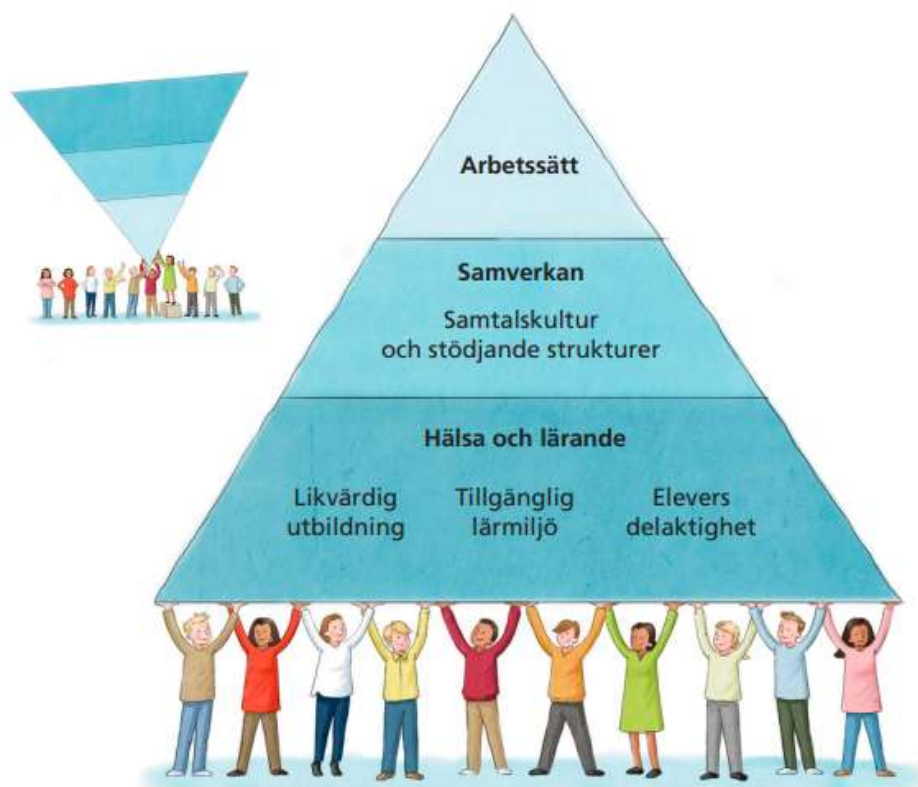 Arbetssätt
Samverkan
Samtalskultur
och stödjande strukturer
Hälsa och lärande
Likvärdig
utbildning
Tillgänglig
lärmiljö
Elevers
delaktighet